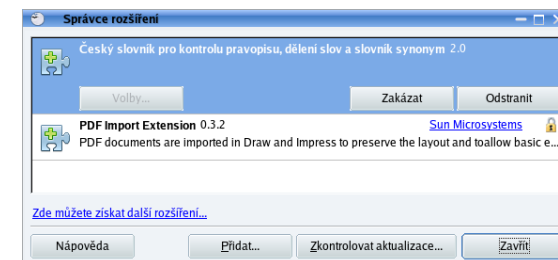 Správce rozšíření
Český slovník pro kontrolu pravopisu, dělení slov a slovník synonym 2.0
Volby... Zakázat Odstranit
PDF Import Extension 0.3.2 Sun Microsystems
PDF documents are imported in Draw and Impress to preserve the layout and toallow basic e...
Zde můžete získat další rozšíření...
Nápověda Přidat... Zkontrolovat aktualizace... Zavřít